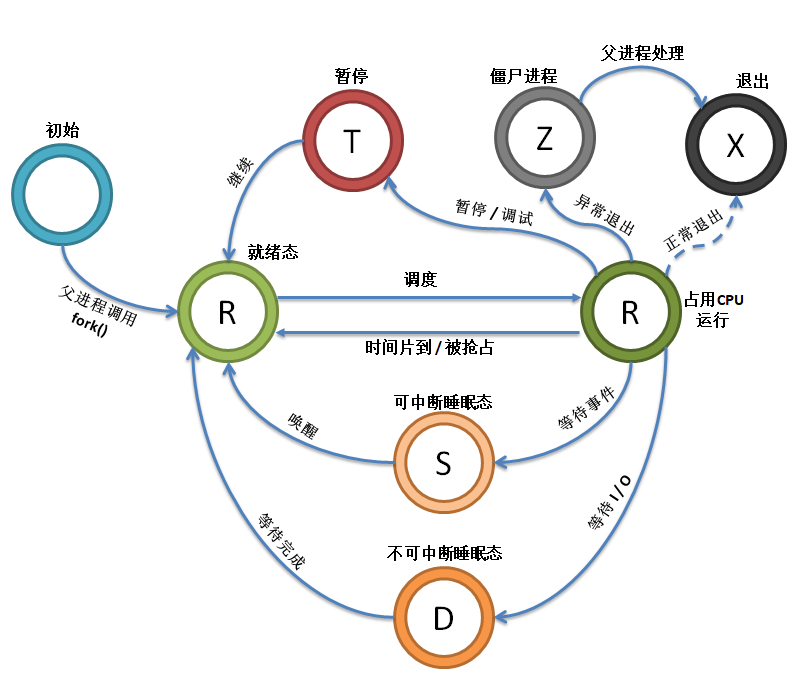 父进程处理
暂停
僵尸进程
退出
初始
T
Z
X
继续
暂停 / 调试
异常退出
正常退出
就绪态
父进程调用
fork()
R
调度
R
占用CPU
运行
时间片到 / 被抢占
可中断睡眠态
唤醒
等待事件
S
等待 I/O
等待完成
不可中断睡眠态
D